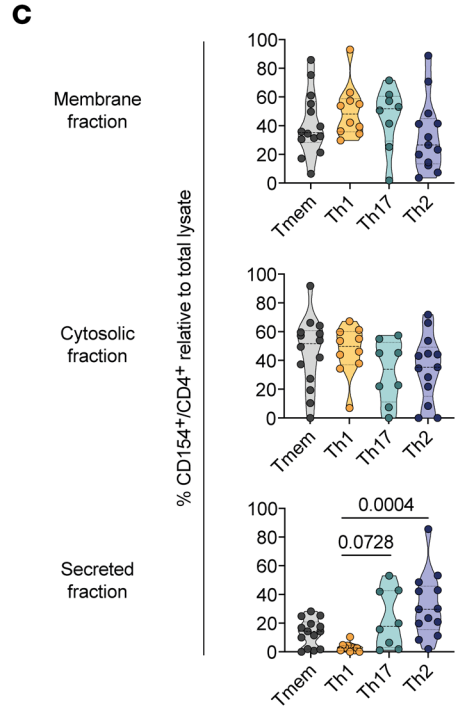 c
% CD154+/CD4+ relative to total lysate
Membrane
fraction
100
80
60
40
20
0
Tmem
Th1
Th17
Th2
Cytosolic
fraction
100
80
60
40
20
0
Tmem
Th1
Th17
Th2
Secreted
fraction
100
80
60
40
20
0
0.0004
0.0728
Tmem
Th1
Th17
Th2